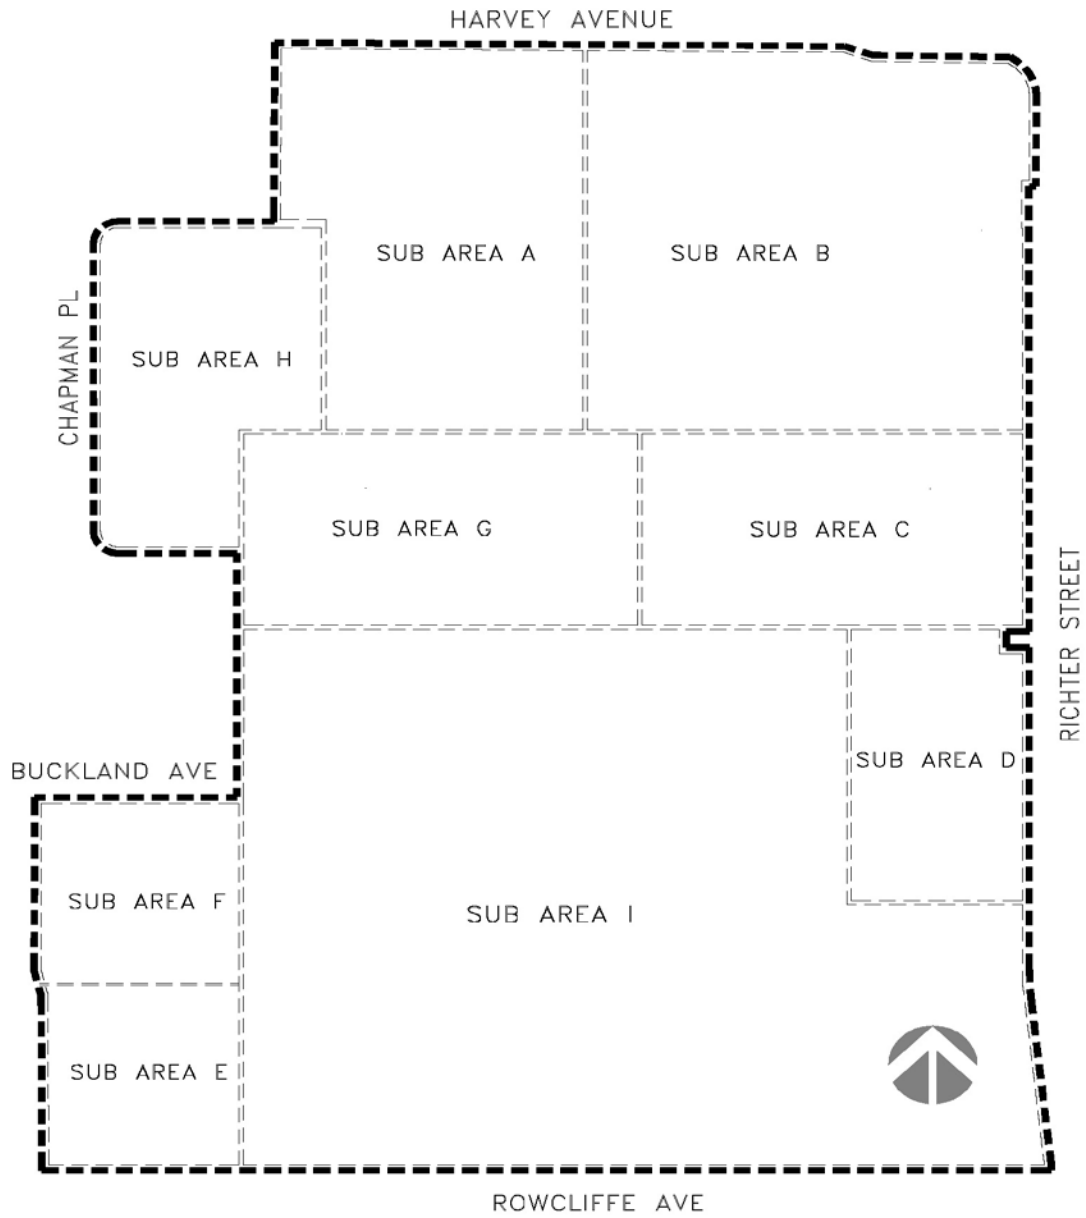 HARVEY AVENUE
SUB AREA A
SUB AREA B
CHAPMAN PL
SUB AREA H
SUB AREA G
SUB AREA C
RICHTER STREET
BUCKLAND AVE
SUB AREA D
SUB AREA F
SUB AREA I
SUB AREA E
ROWCLIFFE AVE